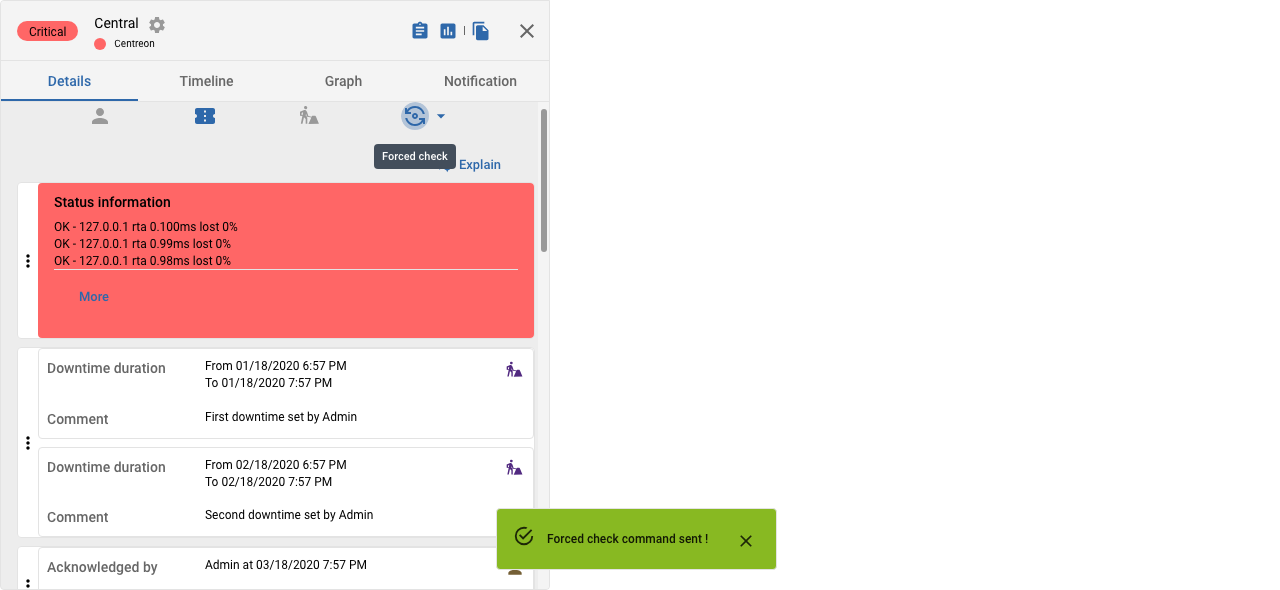 Critical
Central
Centreon
Details
Timeline
Graph
Notification
Forced check
Explain
Status information
OK - 127.0.0.1 rta 0.100ms lost 0%
OK - 127.0.0.1 rta 0.99ms lost 0%
OK - 127.0.0.1 rta 0.98ms lost 0%
More
Downtime duration
From 01/18/2020 6:57 PM
To 01/18/2020 7:57 PM
Comment
First downtime set by Admin
Downtime duration
From 02/18/2020 6:57 PM
To 02/18/2020 7:57 PM
Comment
Second downtime set by Admin
Forced check command sent !
Acknowledged by
Admin at 03/18/2020 7:57 PM